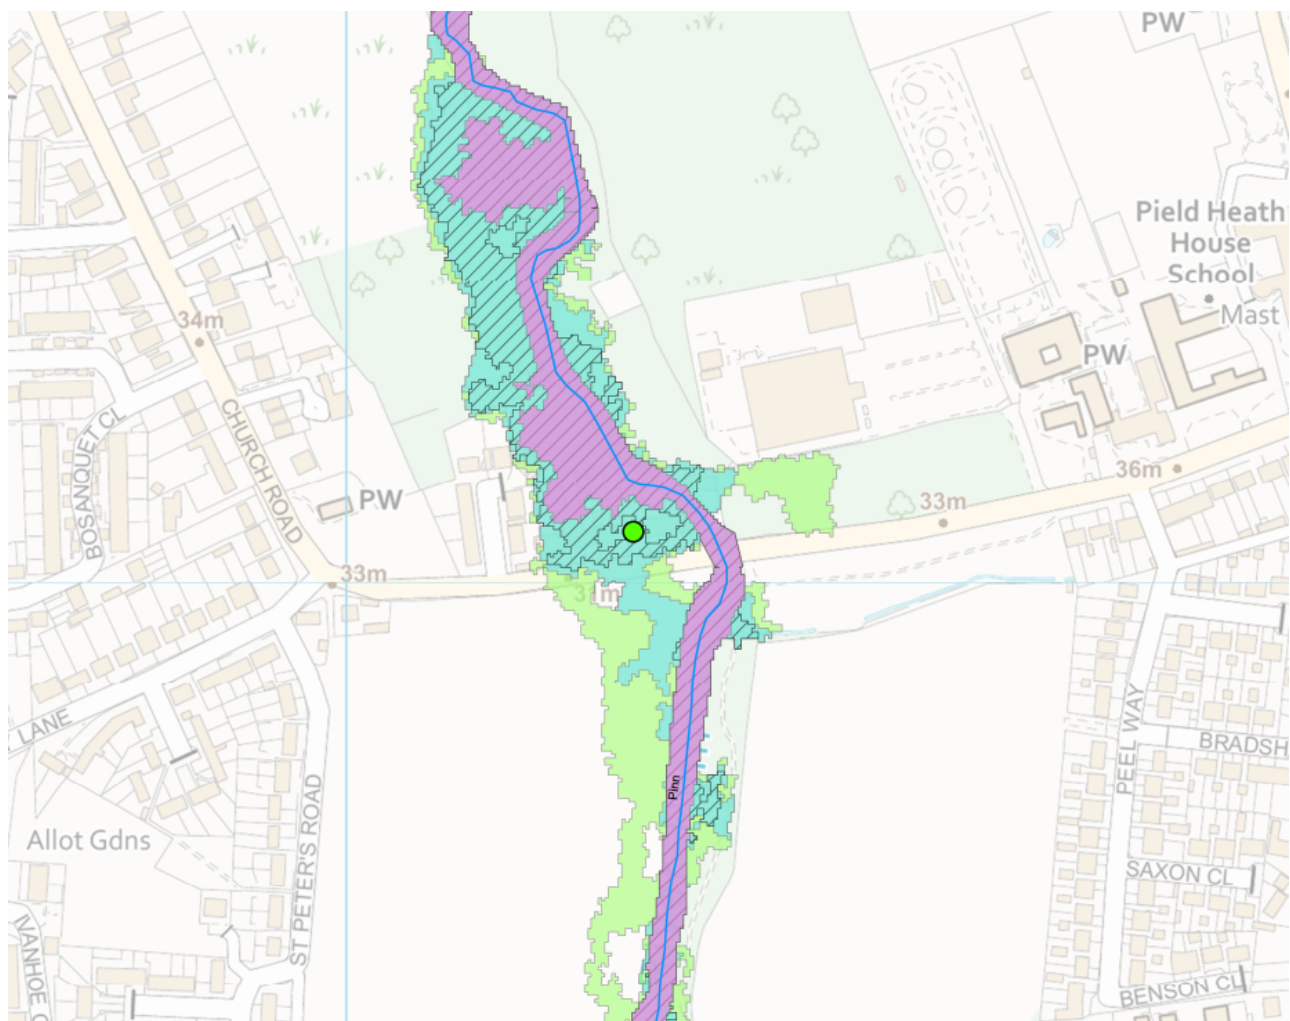 PW
Pield Heath
House
School
Mast
34m
PW
BOSANQUET CL
CHURCH ROAD
36m
PW
33m
33m
31m
LANE
PEEL WAY
BRADSH
Pinn
Allot Gdns
ST PETER'S ROAD
SAXON CL
IVANHOE C
BENSON CL